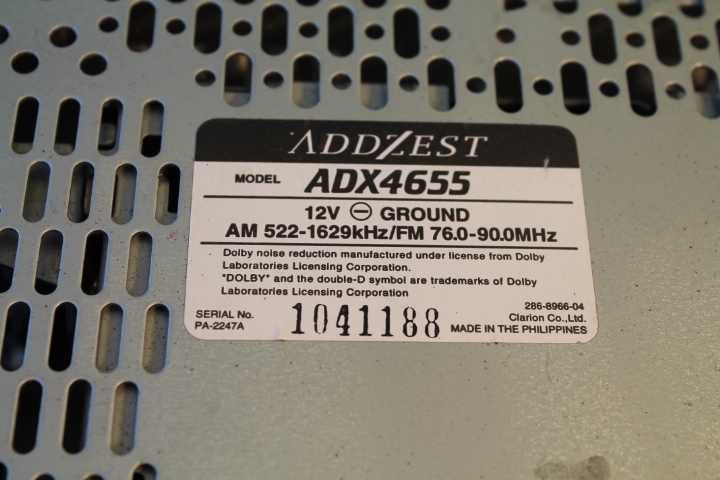 ADDZEST
MODEL ADX4655
12V ⊖ GROUND
AM 522-1629kHz/FM 76.0-90.0MHz
Dolby noise reduction manufactured under license from Dolby
Laboratories Licensing Corporation.
"DOLBY" and the double-D symbol are trademarks of Dolby
Laboratories Licensing Corporation
286-8966-04
SERIAL No. 1041188 Clarion Co.,Ltd.
PA-2247A MADE IN THE PHILIPPINES